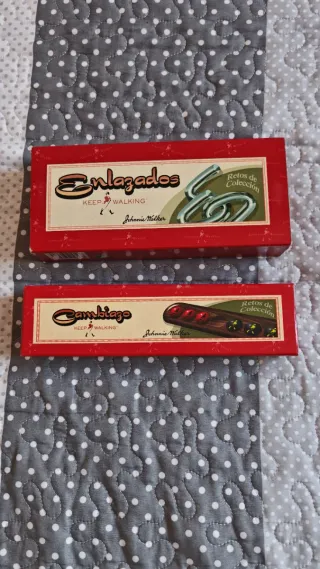 Enlazados
KEEP WALKING
Johnnie Walker
Retos de
Colección
Cambiazo
KEEP WALKING
Johnnie Walker
Retos de
Colección